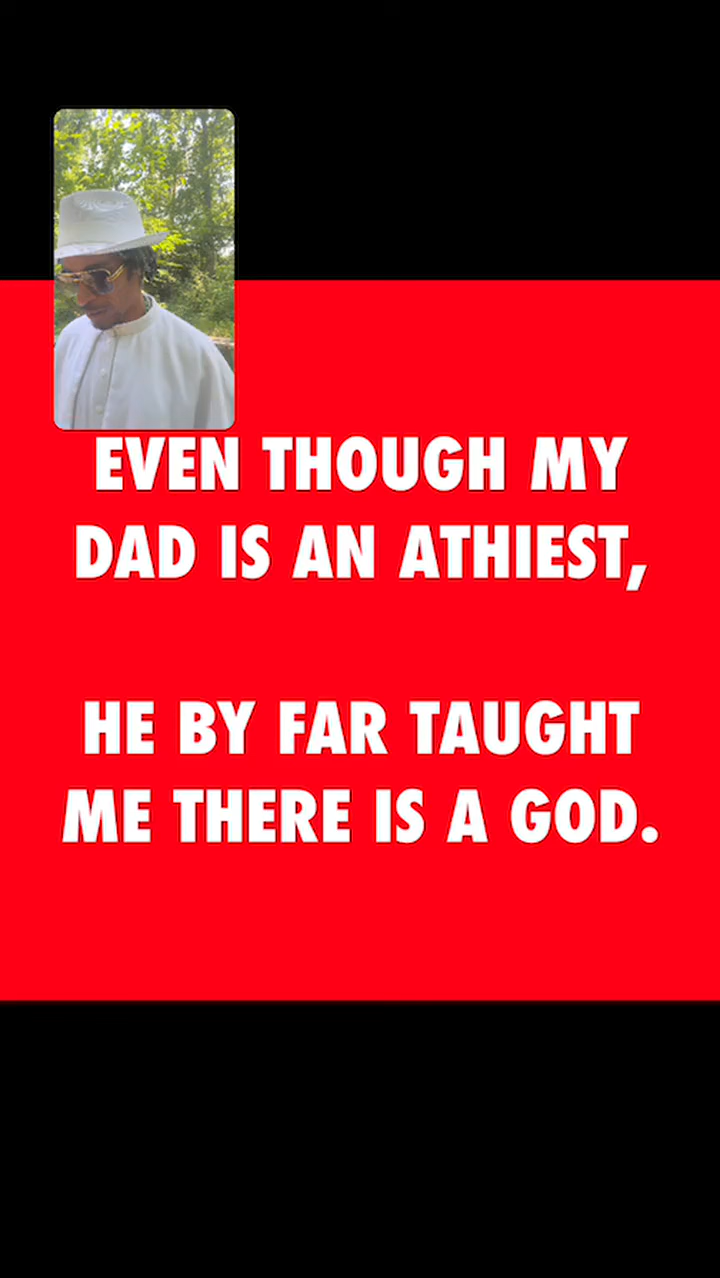 EVEN THOUGH MY
DAD IS AN ATHIEST,
HE BY FAR TAUGHT
ME THERE IS A GOD.